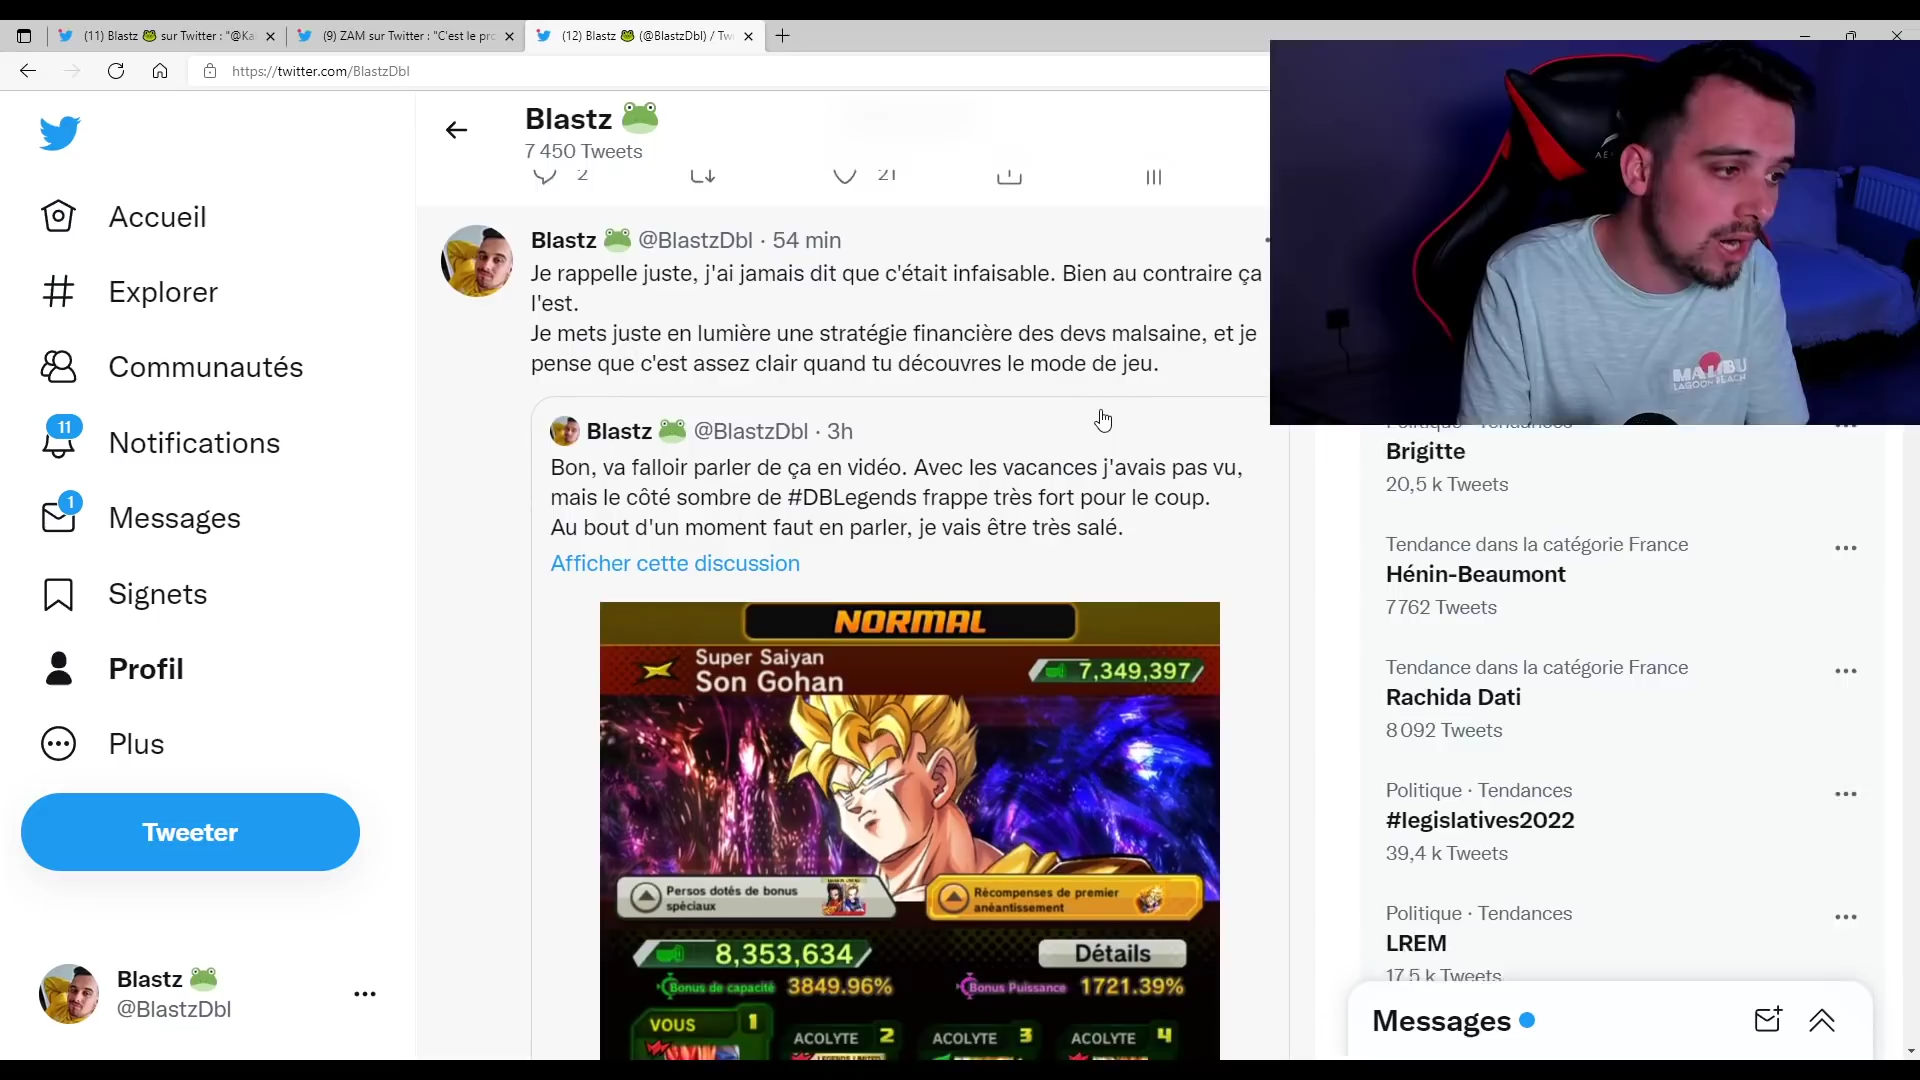 (11) Blastz 🐸 sur Twitter : "@Ka
(9) ZAM sur Twitter : "C'est le pro
(12) Blastz 🐸 (@BlastzDbl) / Tw
https://twitter.com/BlastzDbl
Blastz 🐸
7 450 Tweets
2
21
Accueil
Explorer
Communautés
11
Notifications
1
Messages
Signets
Profil
Plus
Tweeter
Blastz 🐸
@BlastzDbl
Blastz 🐸 @BlastzDbl · 54 min
Je rappelle juste, j'ai jamais dit que c'était infaisable. Bien au contraire ça
l'est.
Je mets juste en lumière une stratégie financière des devs malsaine, et je
pense que c'est assez clair quand tu découvres le mode de jeu.
Blastz 🐸 @BlastzDbl · 3h
Bon, va falloir parler de ça en vidéo. Avec les vacances j'avais pas vu,
mais le côté sombre de #DBLegends frappe très fort pour le coup.
Au bout d'un moment faut en parler, je vais être très salé.
Afficher cette discussion
NORMAL
Super Saiyan
Son Gohan
7,349,397
Persos dotés de bonus
spéciaux
Récompenses de premier
anéantissement
8,353,634
Détails
Bonus de capacité 3849.96%
Bonus Puissance 1721.39%
VOUS 1
ACOLYTE 2
ACOLYTE 3
ACOLYTE 4
MALIBU
LAGOON BEACH
Politique · Tendances
Brigitte
20,5 k Tweets
Tendance dans la catégorie France
Hénin-Beaumont
7 762 Tweets
Tendance dans la catégorie France
Rachida Dati
8 092 Tweets
Politique · Tendances
#legislatives2022
39,4 k Tweets
Politique · Tendances
LREM
17,5 k Tweets
Messages